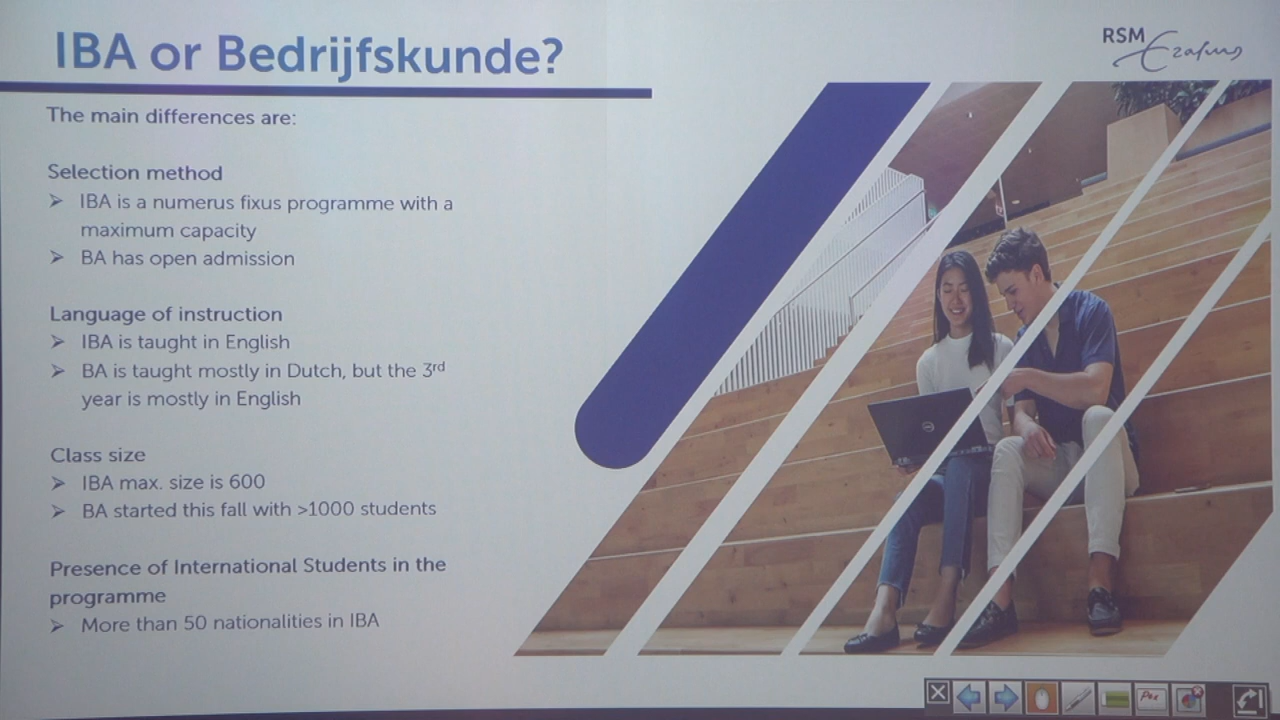 IBA or Bedrijfskunde?
RSM Erasmus
The main differences are:
Selection method
➢ IBA is a numerus fixus programme with a
maximum capacity
➢ BA has open admission
Language of instruction
➢ IBA is taught in English
➢ BA is taught mostly in Dutch, but the 3rd
year is mostly in English
Class size
➢ IBA max. size is 600
➢ BA started this fall with >1000 students
Presence of International Students in the
programme
➢ More than 50 nationalities in IBA
DELL